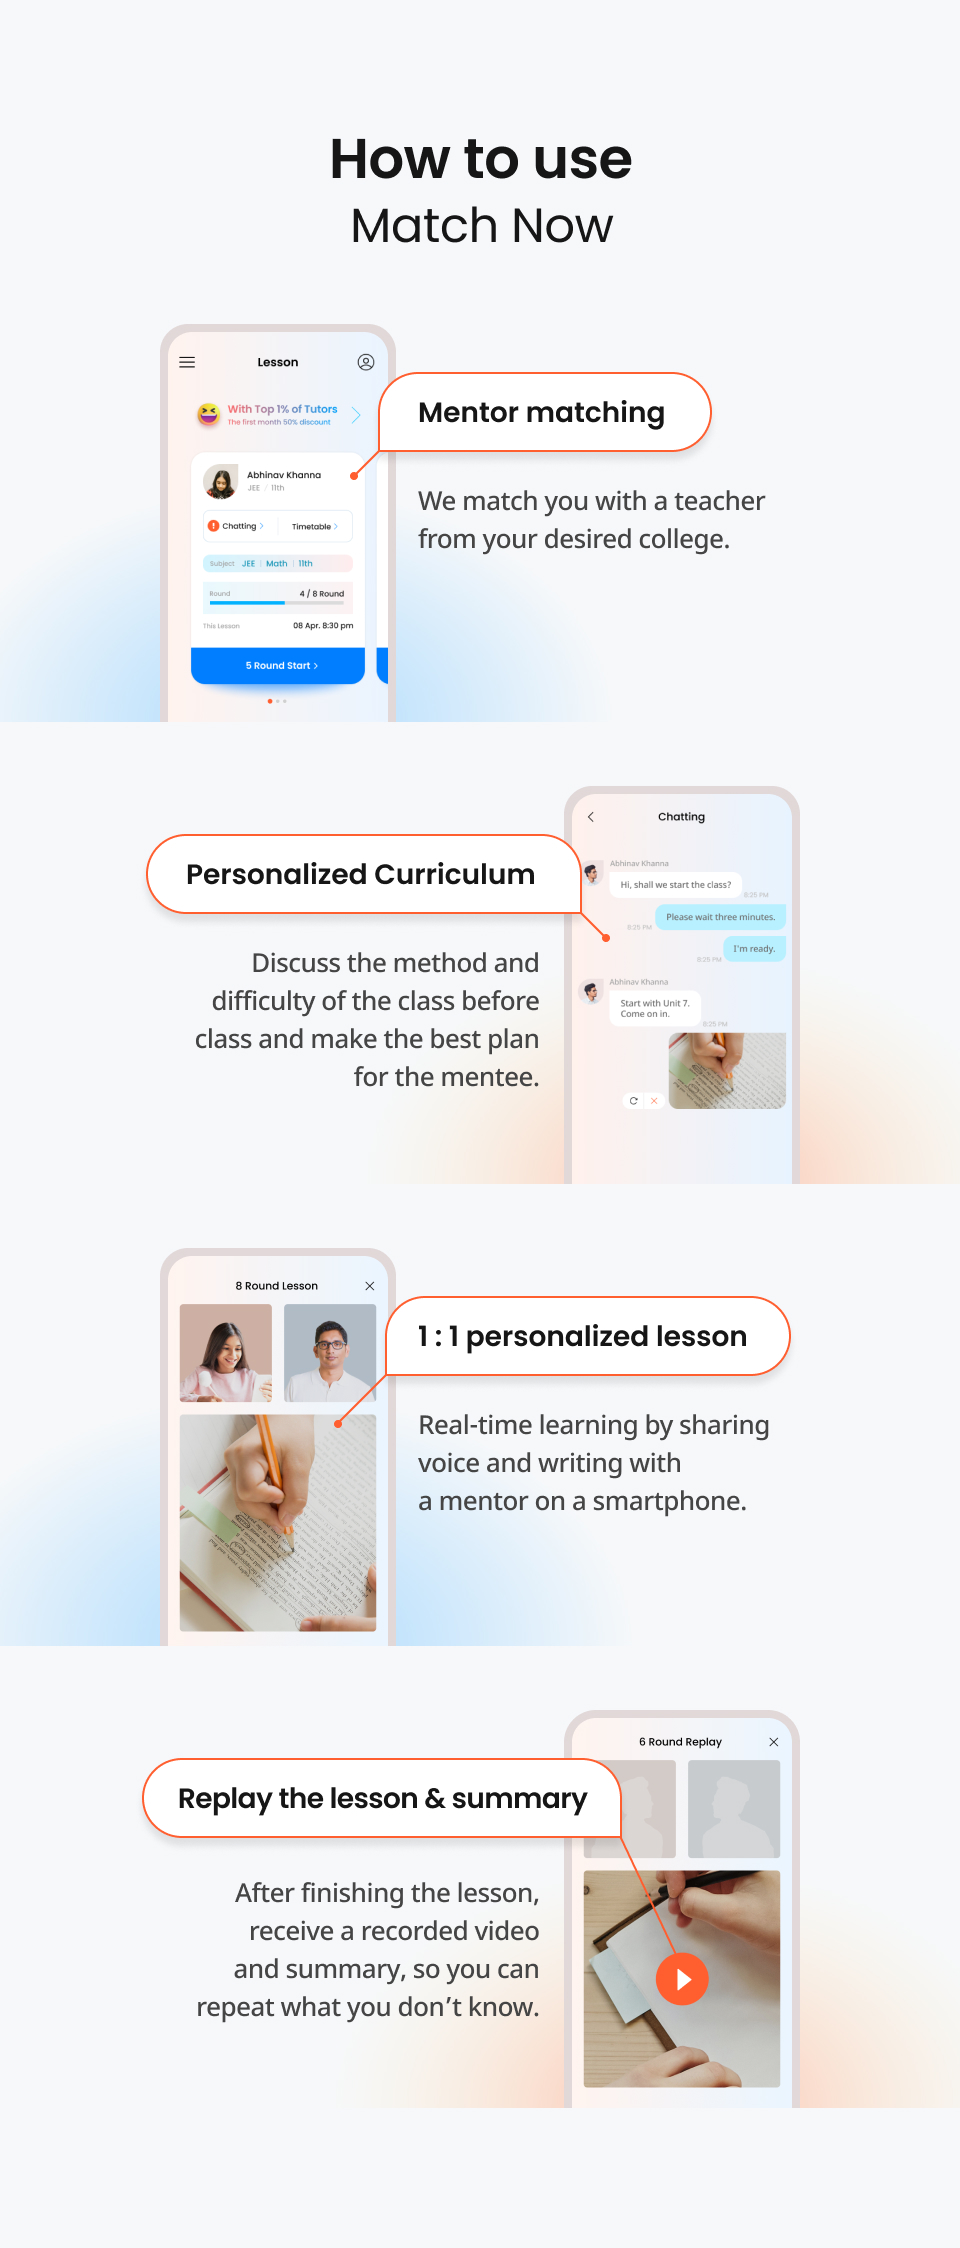 How to use
Match Now
Lesson
With Top 1% of Tutors
The first month 50% discount
Abhinav Khanna
JEE / 11th
Chatting
Timetable
Subject JEE | Math | 11th
Round 4 / 8 Round
This Lesson 08 Apr. 8:30 pm
5 Round Start
Mentor matching
We match you with a teacher
from your desired college.
Personalized Curriculum
Discuss the method and
difficulty of the class before
class and make the best plan
for the mentee.
Chatting
Abhinav Khanna
Hi, shall we start the class?
8:25 PM
Please wait three minutes.
8:25 PM
I'm ready.
8:25 PM
Abhinav Khanna
Start with Unit 7.
Come on in.
8:25 PM
8 Round Lesson
1 : 1 personalized lesson
Real-time learning by sharing
voice and writing with
a mentor on a smartphone.
6 Round Replay
Replay the lesson & summary
After finishing the lesson,
receive a recorded video
and summary, so you can
repeat what you don’t know.